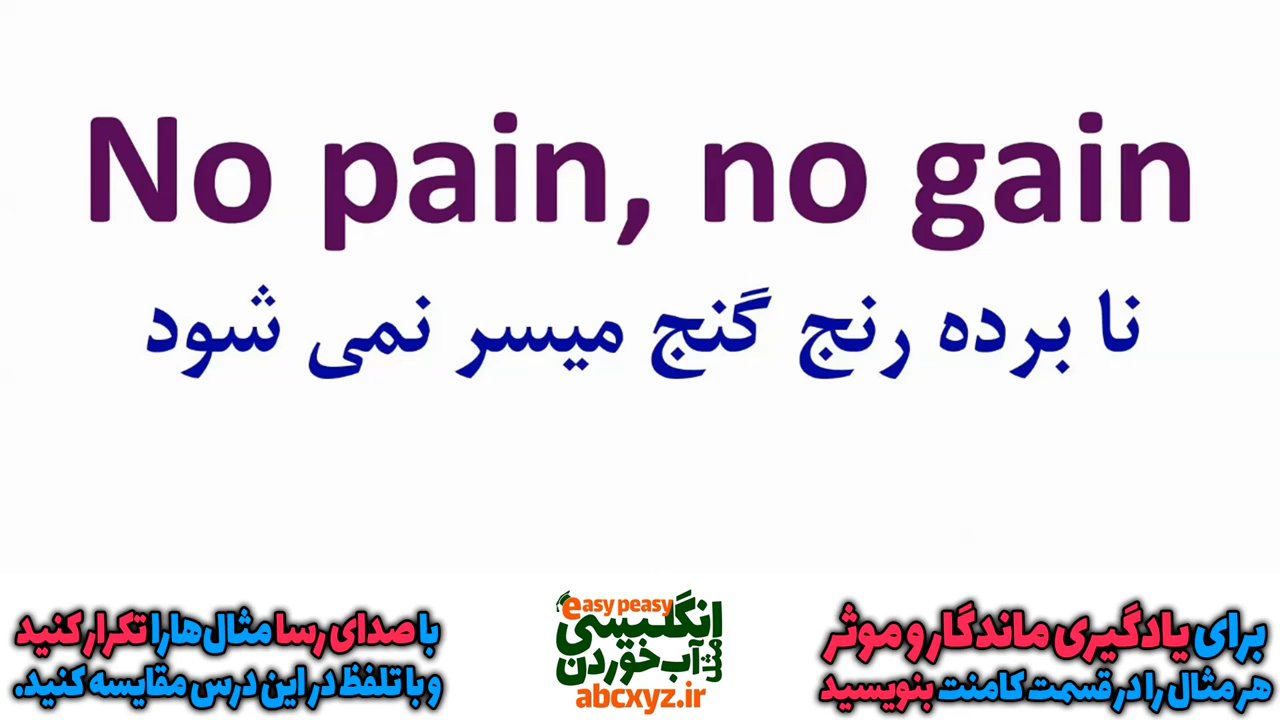 No pain, no gain
نا برده رنج گنج میسر نمی شود
برای یادگیری ماندگار و موثر
هر مثال را در قسمت کامنت بنویسید
easy peasy
انگلیسی
مثل آب خوردن
abcxyz.ir
با صدای رسا مثال‌ها را تکرار کنید
و با تلفظ در این درس مقایسه کنید.